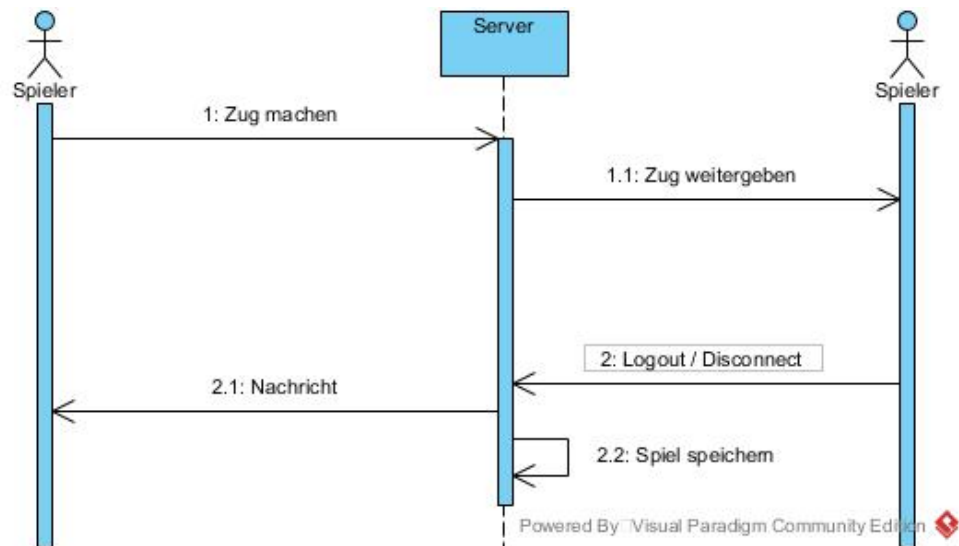 Server
Spieler
Spieler
1: Zug machen
1.1: Zug weitergeben
2: Logout / Disconnect
2.1: Nachricht
2.2: Spiel speichern
Powered By Visual Paradigm Community Edition